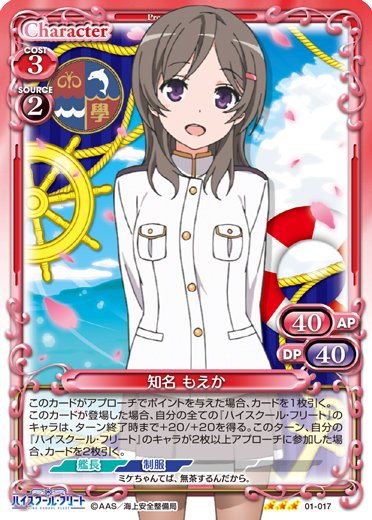 Character
COST
3
SOURCE
2
學
40 AP
DP 40
知名 もえか
このカードがアプローチでポイントを与えた場合、カードを1枚引く。
このカードが登場した場合、自分の全ての『ハイスクール・フリート』の
キャラは、ターン終了時まで+20/+20を得る。このターン、自分の
『ハイスクール・フリート』のキャラが2枚以上アプローチに参加した場
合、カードを2枚引く。
艦長 制服
ミケちゃんては、無茶するんだから。
ハイスクール・フリート
©AAS／海上安全整備局
01-017